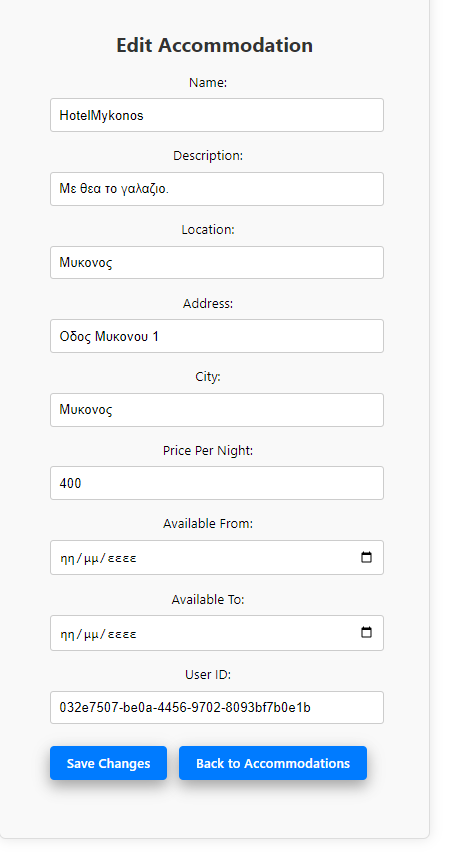 Edit Accommodation
Name:
HotelMykonos
Description:
Με θεα το γαλαζιο.
Location:
Μυκονος
Address:
Οδος Μυκονου 1
City:
Μυκονος
Price Per Night:
400
Available From:
ηη/μμ/εεεε
Available To:
ηη/μμ/εεεε
User ID:
032e7507-be0a-4456-9702-8093bf7b0e1b
Save Changes Back to Accommodations